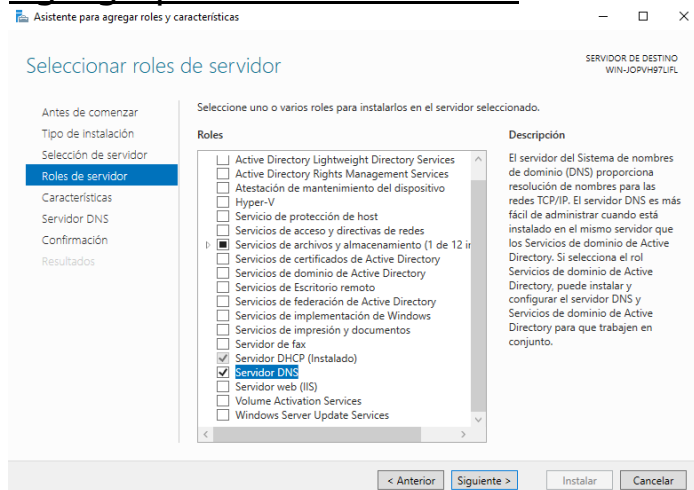 Asistente para agregar roles y características
Seleccionar roles de servidor
SERVIDOR DE DESTINO
WIN-JOPVH97LIFL
Antes de comenzar
Tipo de instalación
Selección de servidor
Roles de servidor
Características
Servidor DNS
Confirmación
Resultados
Seleccione uno o varios roles para instalarlos en el servidor seleccionado.
Roles
Active Directory Lightweight Directory Services
Active Directory Rights Management Services
Atestación de mantenimiento del dispositivo
Hyper-V
Servicio de protección de host
Servicios de acceso y directivas de redes
Servicios de archivos y almacenamiento (1 de 12 in
Servicios de certificados de Active Directory
Servicios de dominio de Active Directory
Servicios de Escritorio remoto
Servicios de federación de Active Directory
Servicios de implementación de Windows
Servicios de impresión y documentos
Servidor de fax
Servidor DHCP (Instalado)
Servidor DNS
Servidor web (IIS)
Volume Activation Services
Windows Server Update Services
Descripción
El servidor del Sistema de nombres
de dominio (DNS) proporciona
resolución de nombres para las
redes TCP/IP. El servidor DNS es más
fácil de administrar cuando está
instalado en el mismo servidor que
los Servicios de dominio de Active
Directory. Si selecciona el rol
Servicios de dominio de Active
Directory, puede instalar y
configurar el servidor DNS y
Servicios de dominio de Active
Directory para que trabajen en
conjunto.
< Anterior
Siguiente >
Instalar
Cancelar